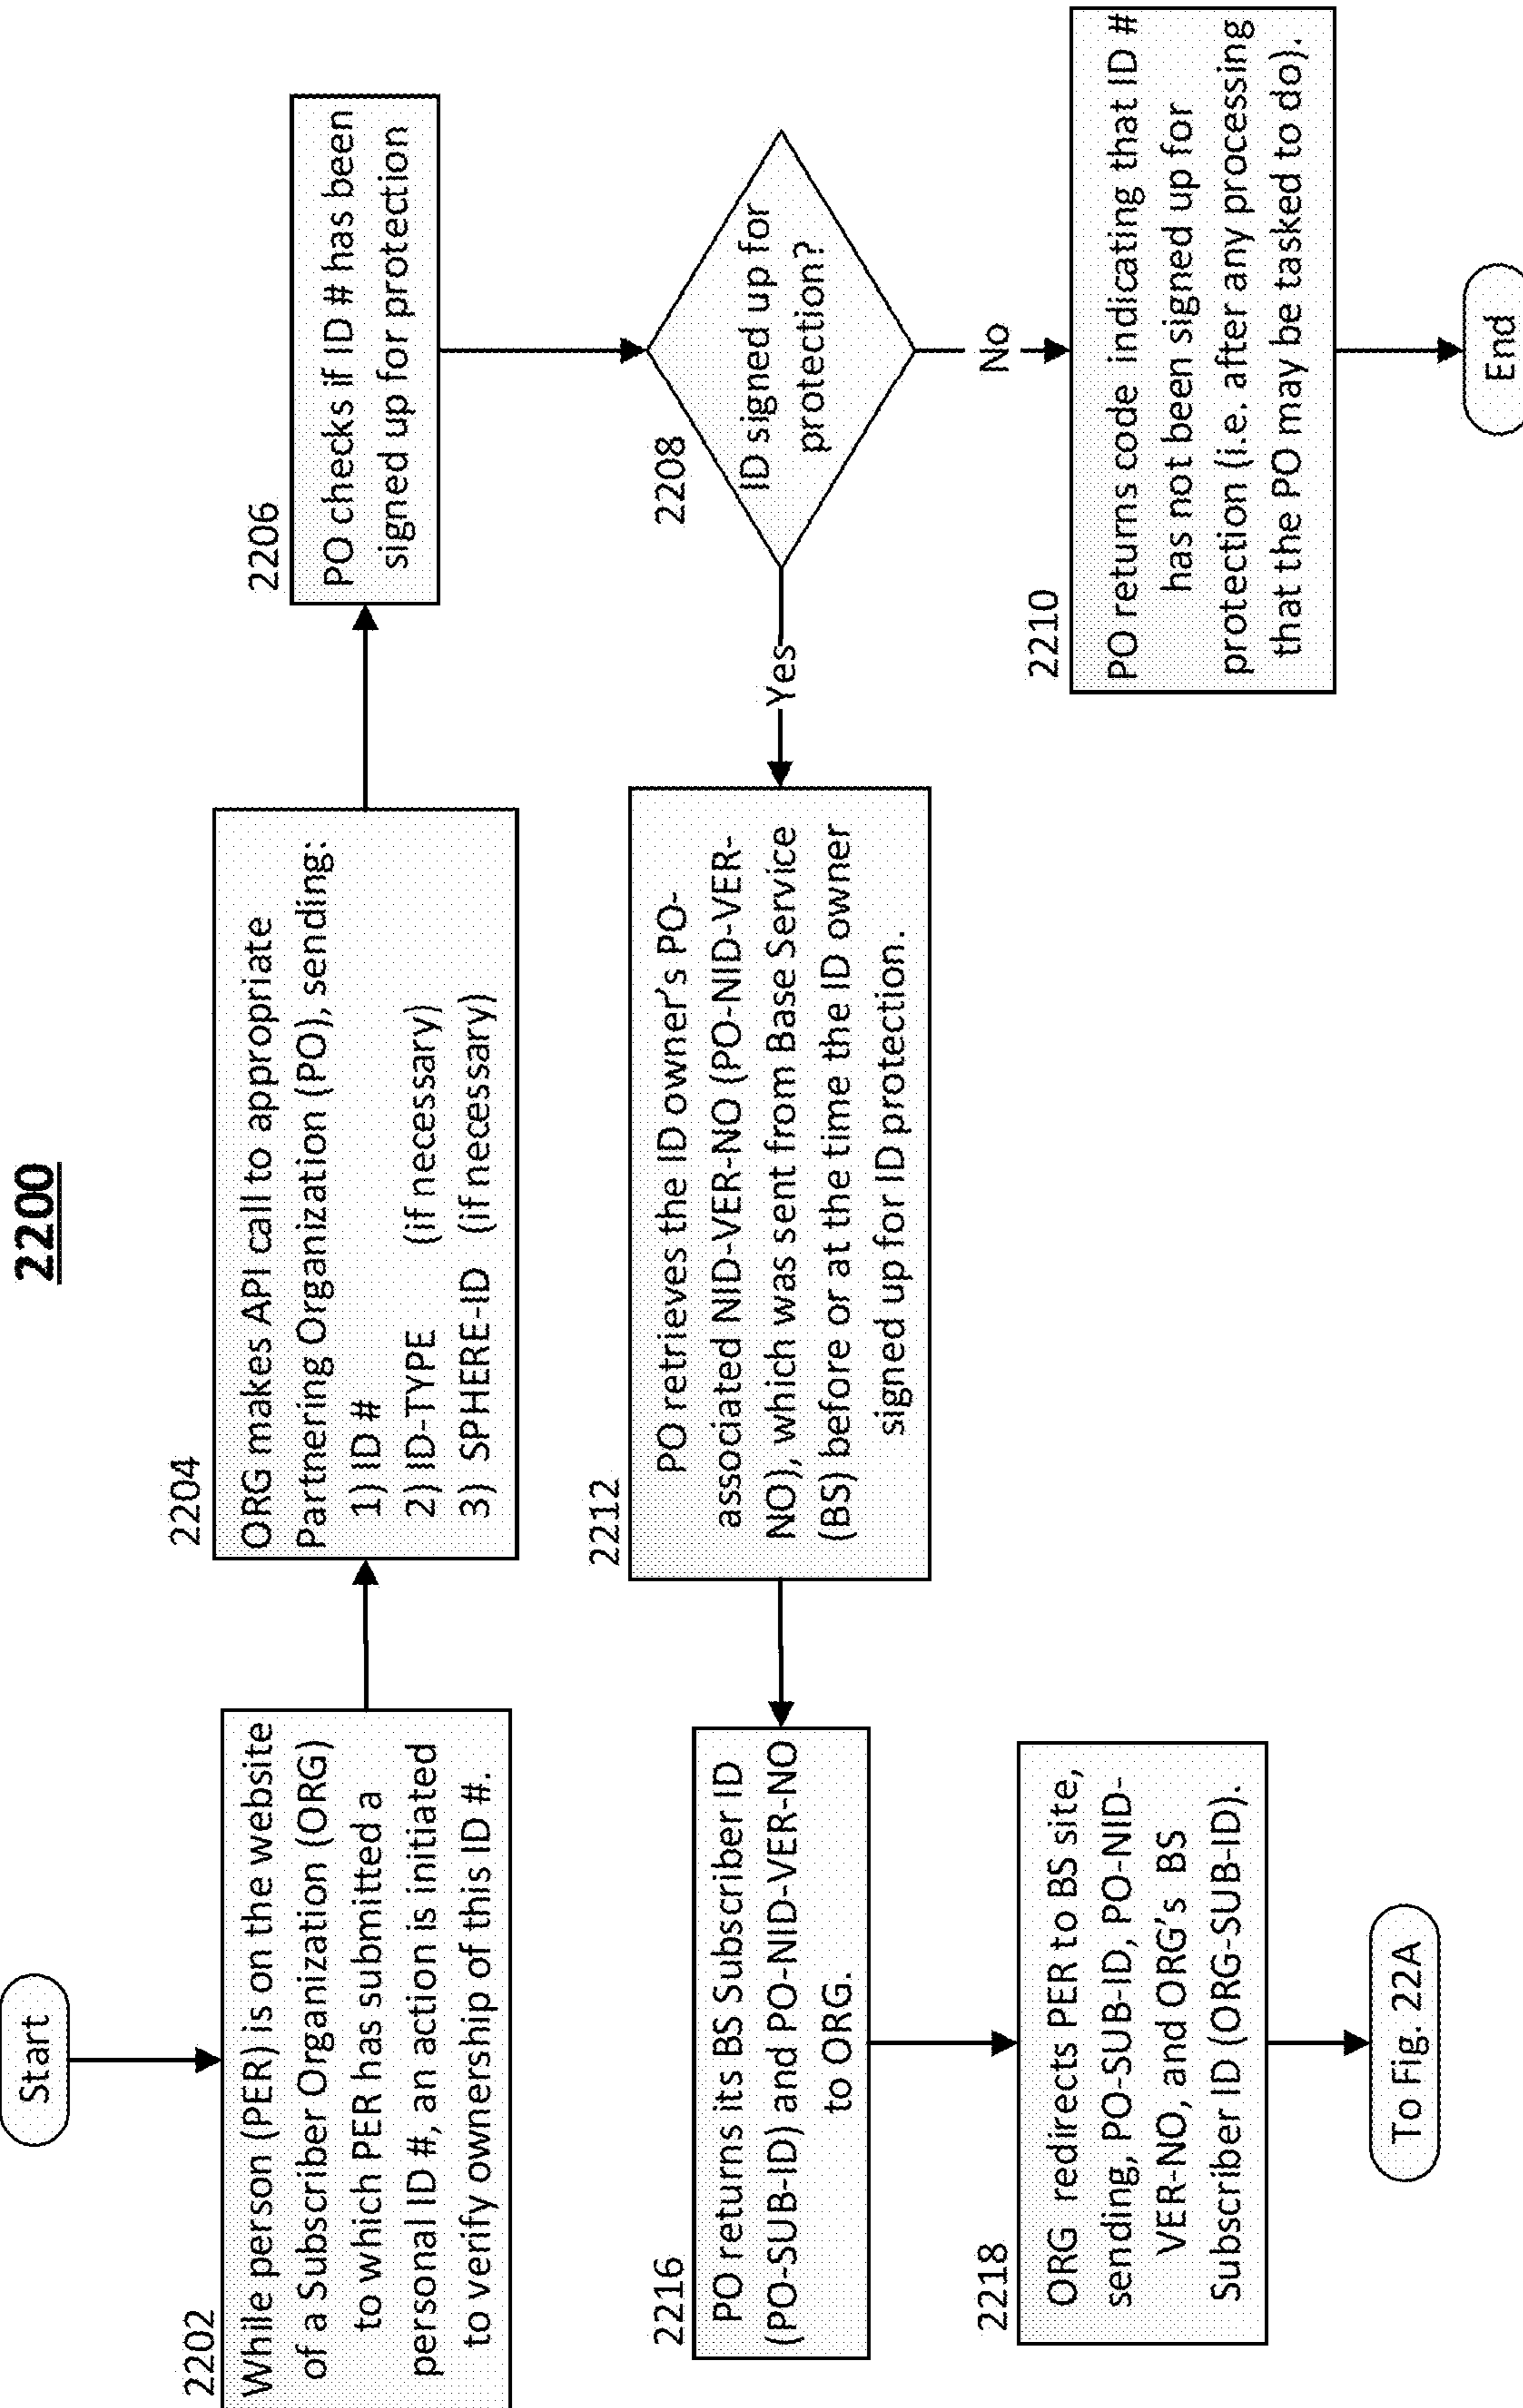 2200
Start
2202
While person (PER) is on the website
of a Subscriber Organization (ORG)
to which PER has submitted a
personal ID #, an action is initiated
to verify ownership of this ID #.
2204
ORG makes API call to appropriate
Partnering Organization (PO), sending:
1) ID #
2) ID-TYPE (if necessary)
3) SPHERE-ID (if necessary)
2206
PO checks if ID # has been
signed up for protection
2208
ID signed up for
protection?
Yes
No
2210
PO returns code indicating that ID #
has not been signed up for
protection (i.e. after any processing
that the PO may be tasked to do).
End
2212
PO retrieves the ID owner's PO-
associated NID-VER-NO (PO-NID-VER-
NO), which was sent from Base Service
(BS) before or at the time the ID owner
signed up for ID protection.
2216
PO returns its BS Subscriber ID
(PO-SUB-ID) and PO-NID-VER-NO
to ORG.
2218
ORG redirects PER to BS site,
sending, PO-SUB-ID, PO-NID-
VER-NO, and ORG's BS
Subscriber ID (ORG-SUB-ID).
To Fig. 22A